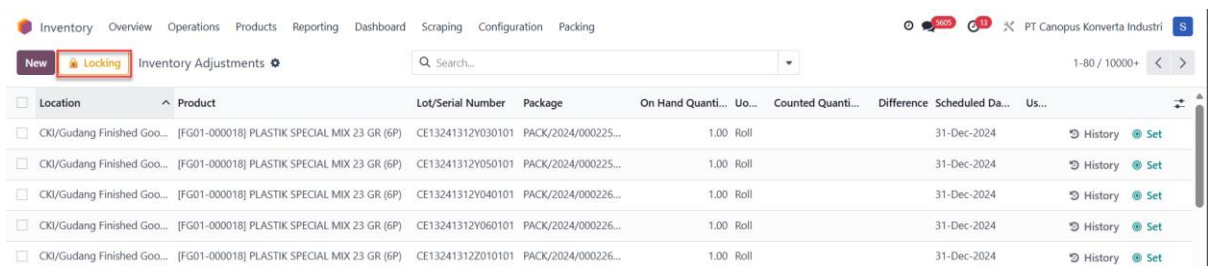 Inventory Overview Operations Products Reporting Dashboard Scraping Configuration Packing 5605 13 PT Canopus Konverta Industri S
New Locking Inventory Adjustments Search... 1-80 / 10000+
Location Product Lot/Serial Number Package On Hand Quanti... Uo... Counted Quanti... Difference Scheduled Da... Us...
CKI/Gudang Finished Goo... [FG01-000018] PLASTIK SPECIAL MIX 23 GR (6P) CE13241312Y030101 PACK/2024/000225... 1.00 Roll 31-Dec-2024 History Set
CKI/Gudang Finished Goo... [FG01-000018] PLASTIK SPECIAL MIX 23 GR (6P) CE13241312Y050101 PACK/2024/000225... 1.00 Roll 31-Dec-2024 History Set
CKI/Gudang Finished Goo... [FG01-000018] PLASTIK SPECIAL MIX 23 GR (6P) CE13241312Y040101 PACK/2024/000226... 1.00 Roll 31-Dec-2024 History Set
CKI/Gudang Finished Goo... [FG01-000018] PLASTIK SPECIAL MIX 23 GR (6P) CE13241312Y060101 PACK/2024/000226... 1.00 Roll 31-Dec-2024 History Set
CKI/Gudang Finished Goo... [FG01-000018] PLASTIK SPECIAL MIX 23 GR (6P) CE13241312Z010101 PACK/2024/000226... 1.00 Roll 31-Dec-2024 History Set